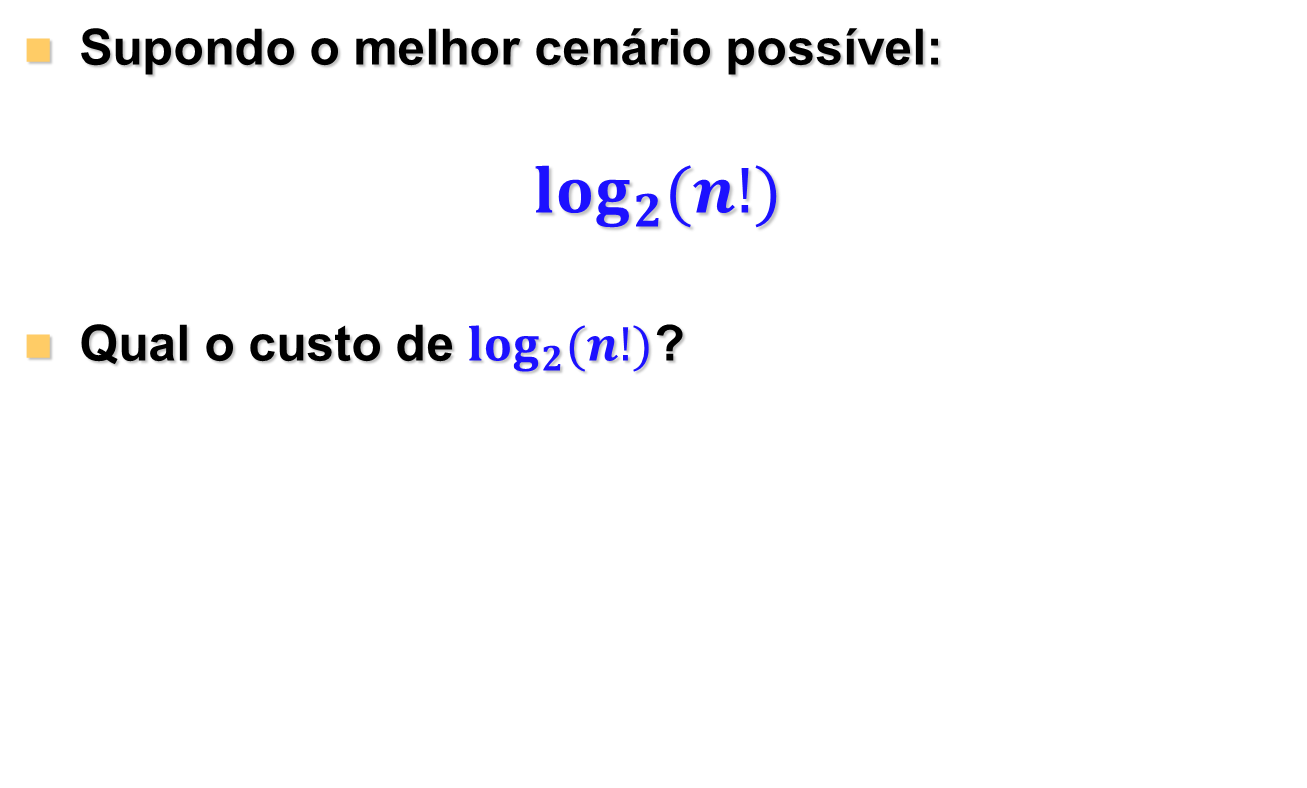 Supondo o melhor cenário possível:
log₂(n!)
Qual o custo de log₂(n!)?